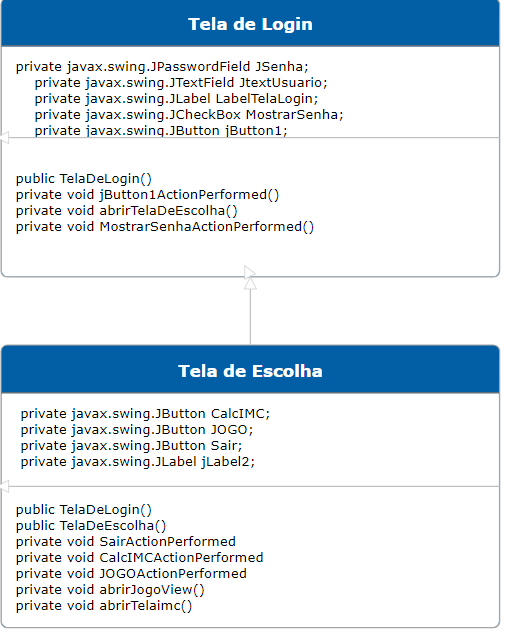 Tela de Login
private javax.swing.JPasswordField JSenha;
private javax.swing.JTextField JtextUsuario;
private javax.swing.JLabel LabelTelaLogin;
private javax.swing.JCheckBox MostrarSenha;
private javax.swing.JButton jButton1;
public TelaDeLogin()
private void jButton1ActionPerformed()
private void abrirTelaDeEscolha()
private void MostrarSenhaActionPerformed()
Tela de Escolha
private javax.swing.JButton CalcIMC;
private javax.swing.JButton JOGO;
private javax.swing.JButton Sair;
private javax.swing.JLabel jLabel2;
public TelaDeLogin()
public TelaDeEscolha()
private void SairActionPerformed
private void CalcIMCActionPerformed
private void JOGOActionPerformed
private void abrirJogoView()
private void abrirTelaimc()